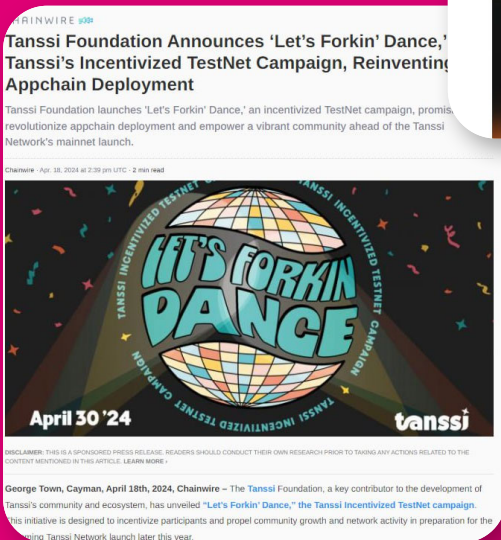 CHAINWIRE
Tanssi Foundation Announces ‘Let’s Forkin’ Dance,’
Tanssi’s Incentivized TestNet Campaign, Reinventing
Appchain Deployment
Tanssi Foundation launches 'Let's Forkin' Dance,' an incentivized TestNet campaign,
revolutionize appchain deployment and empower a vibrant community ahead of the Tanssi
Network's mainnet launch.
Chainwire - Apr. 18, 2024 at 2:39 pm UTC - 2 min read
TANSSI INCENTIVIZED TESTNET CAMPAIGN
TANSSI INCENTIVIZED TESTNET CAMPAIGN
TANSSI INCENTIVIZED TESTNET CAMPAIGN
LET'S FORKIN
DANCE
April 30 '24
tanssi
DISCLAIMER: THIS IS A SPONSORED PRESS RELEASE. READERS SHOULD CONDUCT THEIR OWN RESEARCH PRIOR TO TAKING ANY ACTIONS RELATED TO THE
CONTENT MENTIONED IN THIS ARTICLE. LEARN MORE ›
George Town, Cayman, April 18th, 2024, Chainwire – The Tanssi Foundation, a key contributor to the development of
Tanssi’s community and ecosystem, has unveiled “Let’s Forkin’ Dance,” the Tanssi Incentivized TestNet campaign.
This initiative is designed to incentivize participants and propel community growth and network activity in preparation for the
Tanssi Network launch later this year.